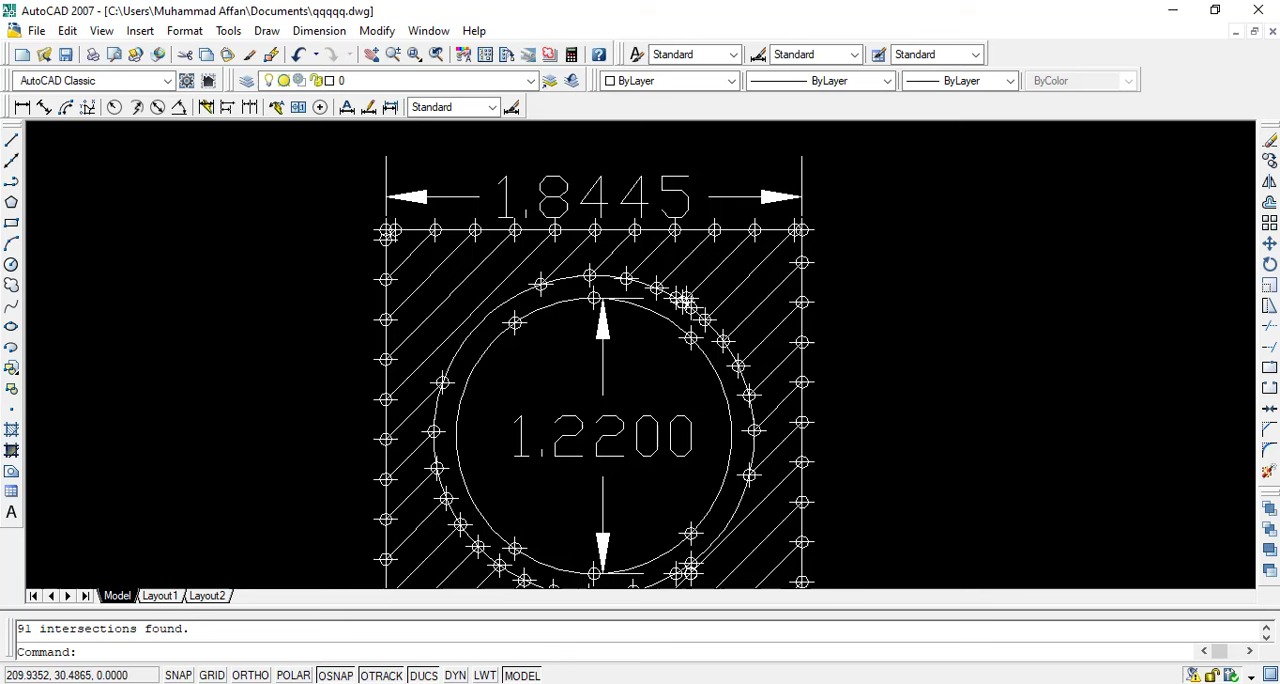 AutoCAD 2007 - [C:\Users\Muhammad Affan\Documents\qqqqq.dwg]
File Edit View Insert Format Tools Draw Dimension Modify Window Help
Standard Standard Standard
AutoCAD Classic 0 ByLayer ByLayer ByLayer ByColor
Standard
1,8445
1,2200
Model Layout1 Layout2
91 intersections found.
Command:
209.9352, 30.4865, 0.0000 SNAP GRID ORTHO POLAR OSNAP OTRACK DUCS DYN LWT MODEL